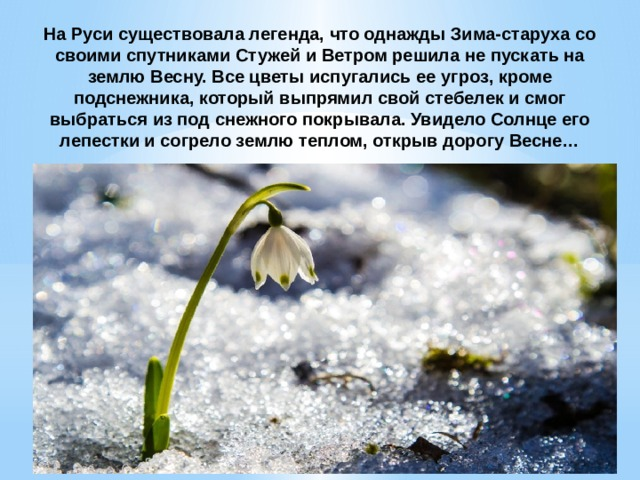 На Руси существовала легенда, что однажды Зима-старуха со
своими спутниками Стужей и Ветром решила не пускать на
землю Весну. Все цветы испугались ее угроз, кроме
подснежника, который выпрямил свой стебелек и смог
выбраться из под снежного покрывала. Увидело Солнце его
лепестки и согрело землю теплом, открыв дорогу Весне…